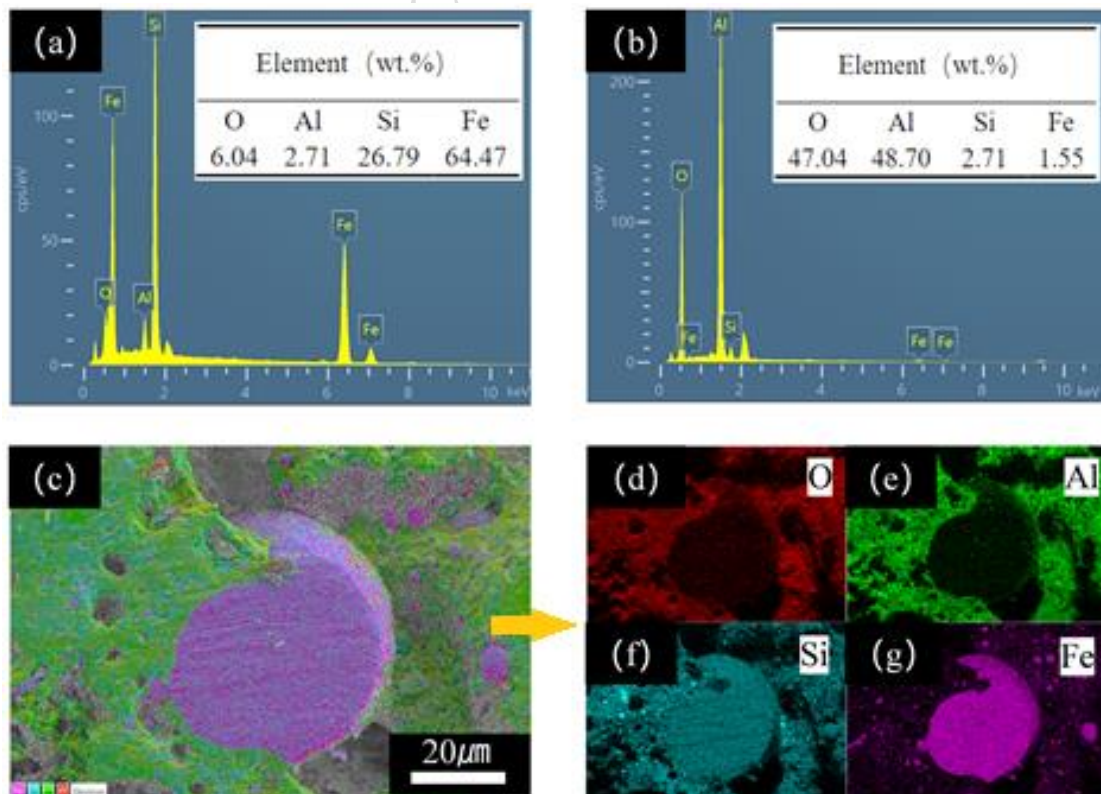 (a)
Si
Fe
O
Al
Fe
Fe
Element (wt.%)
O Al Si Fe
6.04 2.71 26.79 64.47
cps/eV
100
50
0
0 2 4 6 8 10 keV
(b)
Al
O
Fe
Si
Fe
Fe
Element (wt.%)
O Al Si Fe
47.04 48.70 2.71 1.55
cps/eV
200
100
0
0 2 4 6 8 10 keV
(c)
20μm
(d)
O
(e)
Al
(f)
Si
(g)
Fe